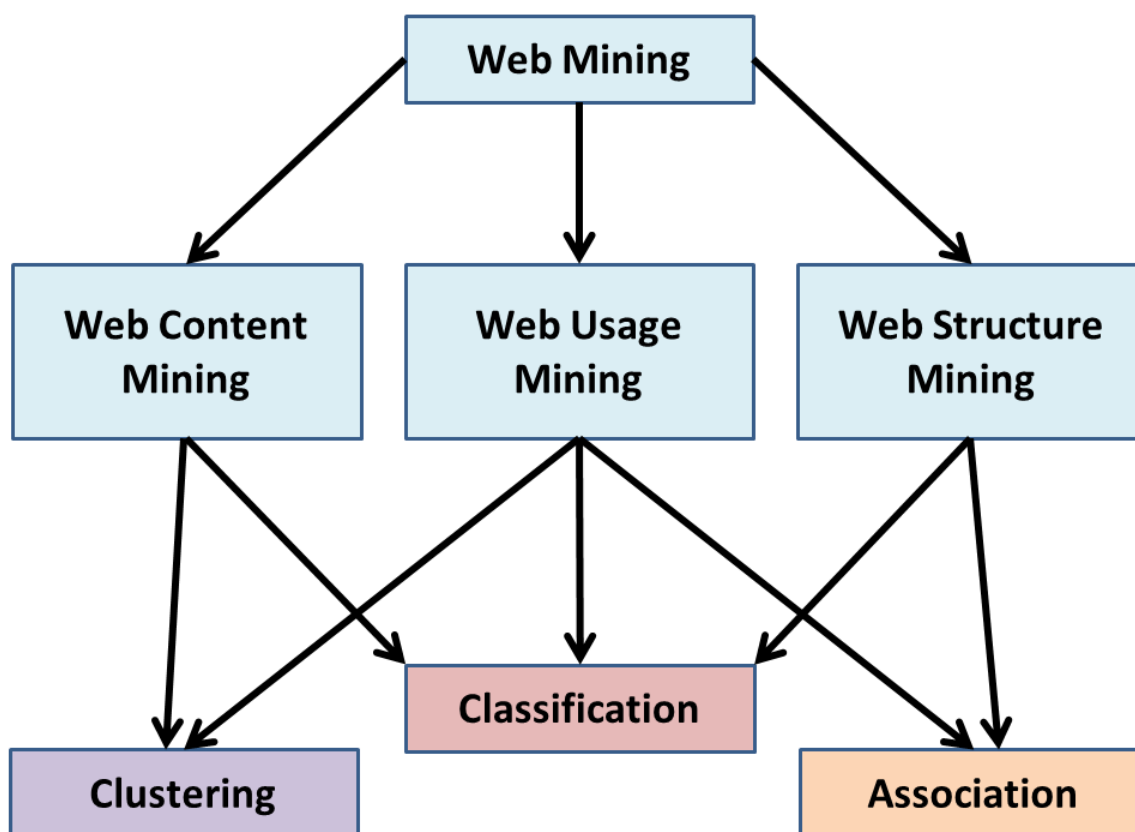 Web Mining
Web Content
Mining
Web Usage
Mining
Web Structure
Mining
Classification
Clustering
Association